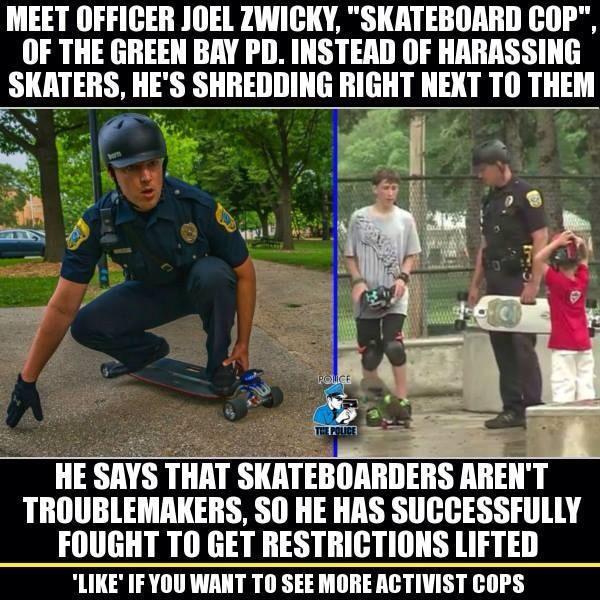 MEET OFFICER JOEL ZWICKY, "SKATEBOARD COP",
OF THE GREEN BAY PD. INSTEAD OF HARASSING
SKATERS, HE'S SHREDDING RIGHT NEXT TO THEM
bern
POLICE
THE POLICE
HE SAYS THAT SKATEBOARDERS AREN'T
TROUBLEMAKERS, SO HE HAS SUCCESSFULLY
FOUGHT TO GET RESTRICTIONS LIFTED
'LIKE' IF YOU WANT TO SEE MORE ACTIVIST COPS